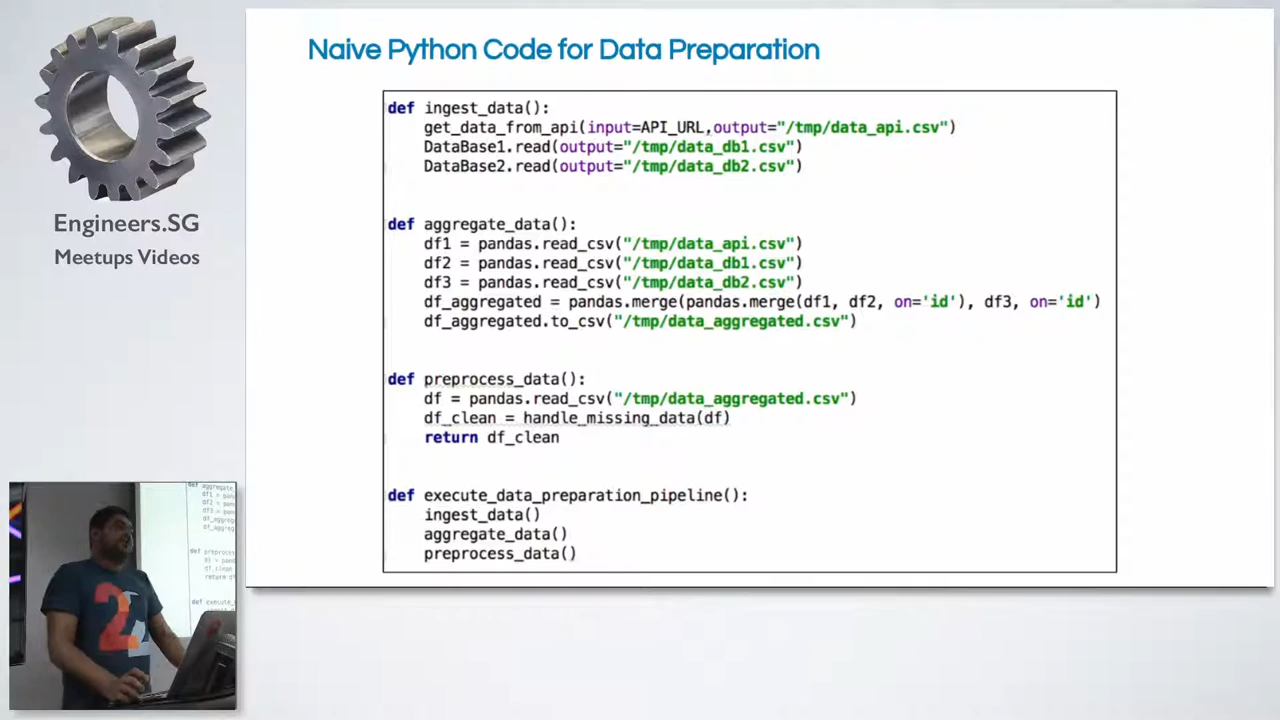 Naive Python Code for Data Preparation
def ingest_data():
get_data_from_api(input=API_URL,output="/tmp/data_api.csv")
DataBase1.read(output="/tmp/data_db1.csv")
DataBase2.read(output="/tmp/data_db2.csv")
def aggregate_data():
df1 = pandas.read_csv("/tmp/data_api.csv")
df2 = pandas.read_csv("/tmp/data_db1.csv")
df3 = pandas.read_csv("/tmp/data_db2.csv")
df_aggregated = pandas.merge(pandas.merge(df1, df2, on='id'), df3, on='id')
df_aggregated.to_csv("/tmp/data_aggregated.csv")
def preprocess_data():
df = pandas.read_csv("/tmp/data_aggregated.csv")
df_clean = handle_missing_data(df)
return df_clean
def execute_data_preparation_pipeline():
ingest_data()
aggregate_data()
preprocess_data()
Engineers.SG
Meetups Videos